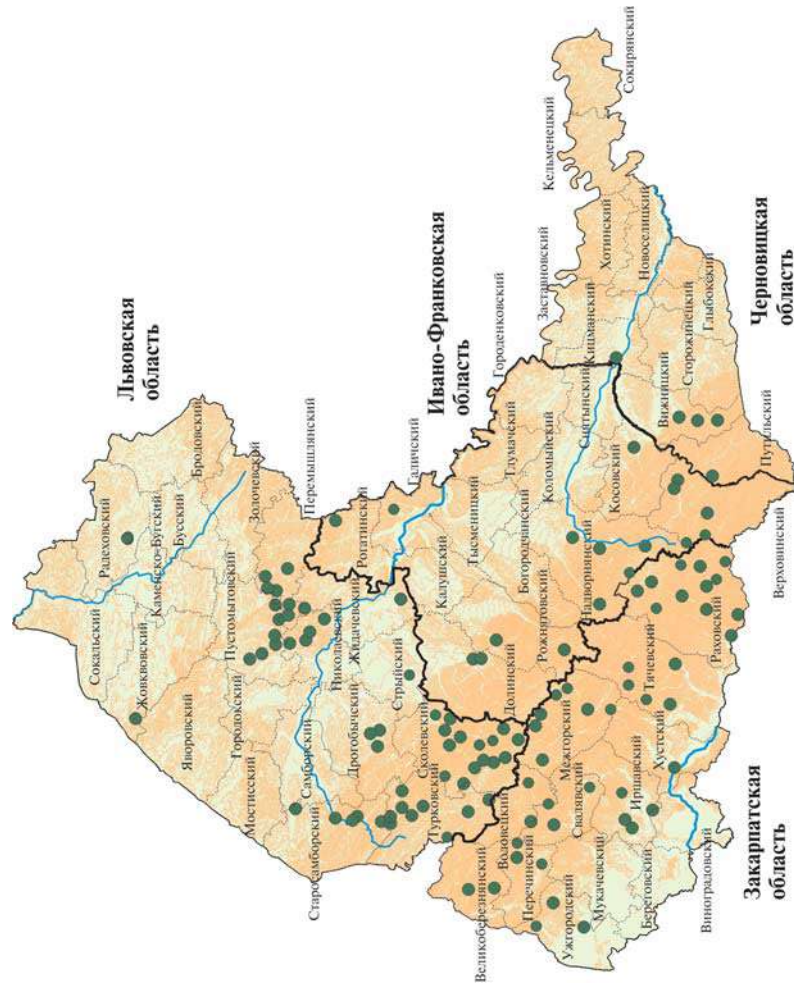 Львовская
область
Сокальский
Радеховский
Жовквовский
Каменско-Бугский
Бусский
Бродовский
Яворовский
Пустомытовский
Золочевский
Городокский
Перемышлянский
Мостисский
Самборский
Николаевский
Жидачевский
Старосамборский
Дрогобычский
Стрыйский
Сколевский
Турковский
Ивано-Франковская
область
Рогатинский
Галичский
Калушский
Тысменицкий
Тлумачский
Городенковский
Долинский
Рожнятовский
Богородчанский
Коломыйский
Снятынский
Надворнянский
Косовский
Верховинский
Закарпатская
область
Великоберезнянский
Воловецкий
Перечинский
Ужгородский
Мукачевский
Свалявский
Межгорский
Береговский
Иршавский
Виноградовский
Хустский
Тячевский
Раховский
Черновицкая
область
Заставновский
Кельменецкий
Сокирянский
Хотинский
Новоселицкий
Кицманский
Вижницкий
Сторожинецкий
Глыбокский
Путильский